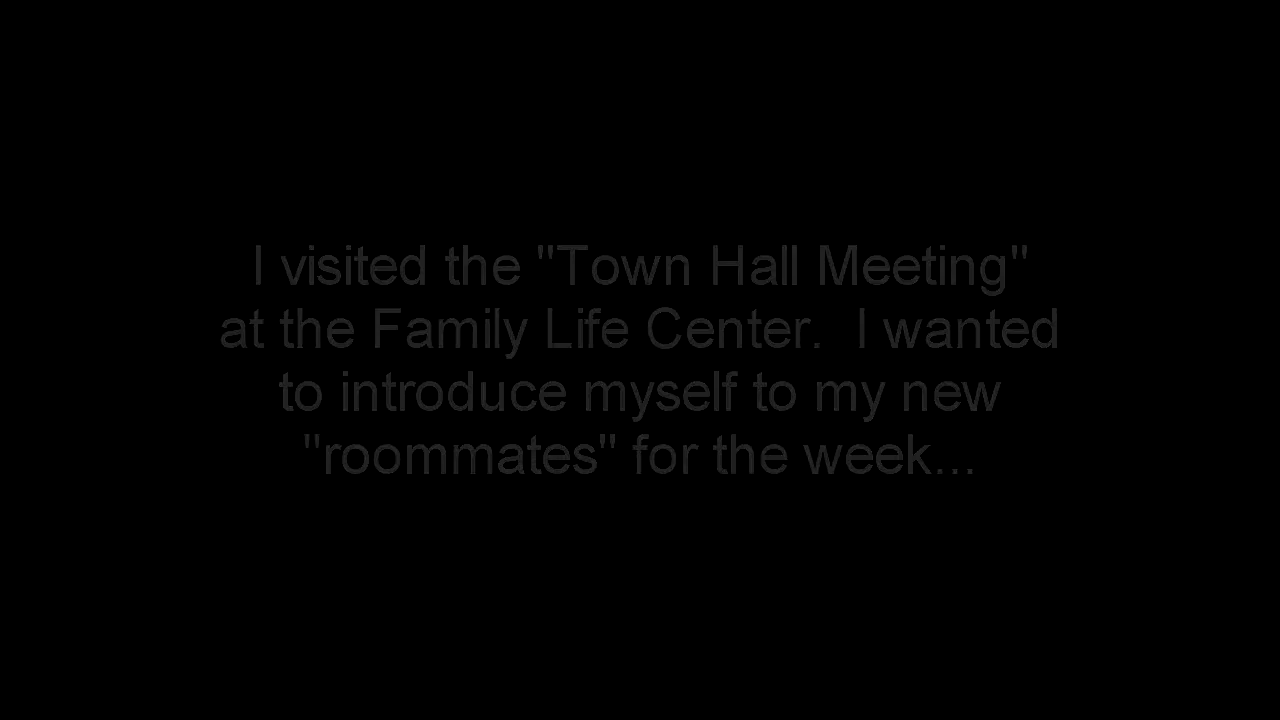 I visited the "Town Hall Meeting"
at the Family Life Center.  I wanted
to introduce myself to my new
"roommates" for the week...